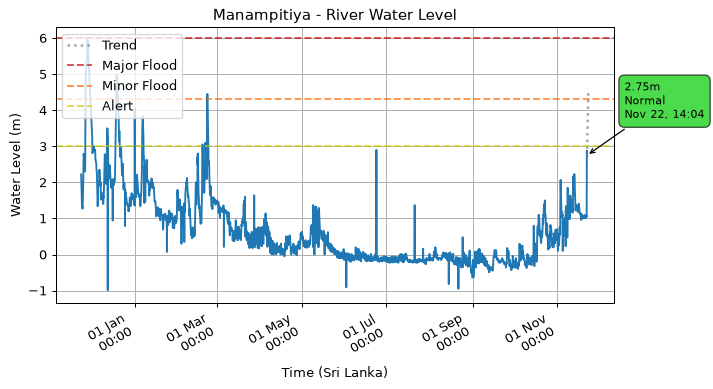 Manampitiya - River Water Level
Trend
Major Flood
Minor Flood
Alert
2.75m
Normal
Nov 22, 14:04
Water Level (m)
6
5
4
3
2
1
0
−1
01 Jan
00:00
01 Mar
00:00
01 May
00:00
01 Jul
00:00
01 Sep
00:00
01 Nov
00:00
Time (Sri Lanka)